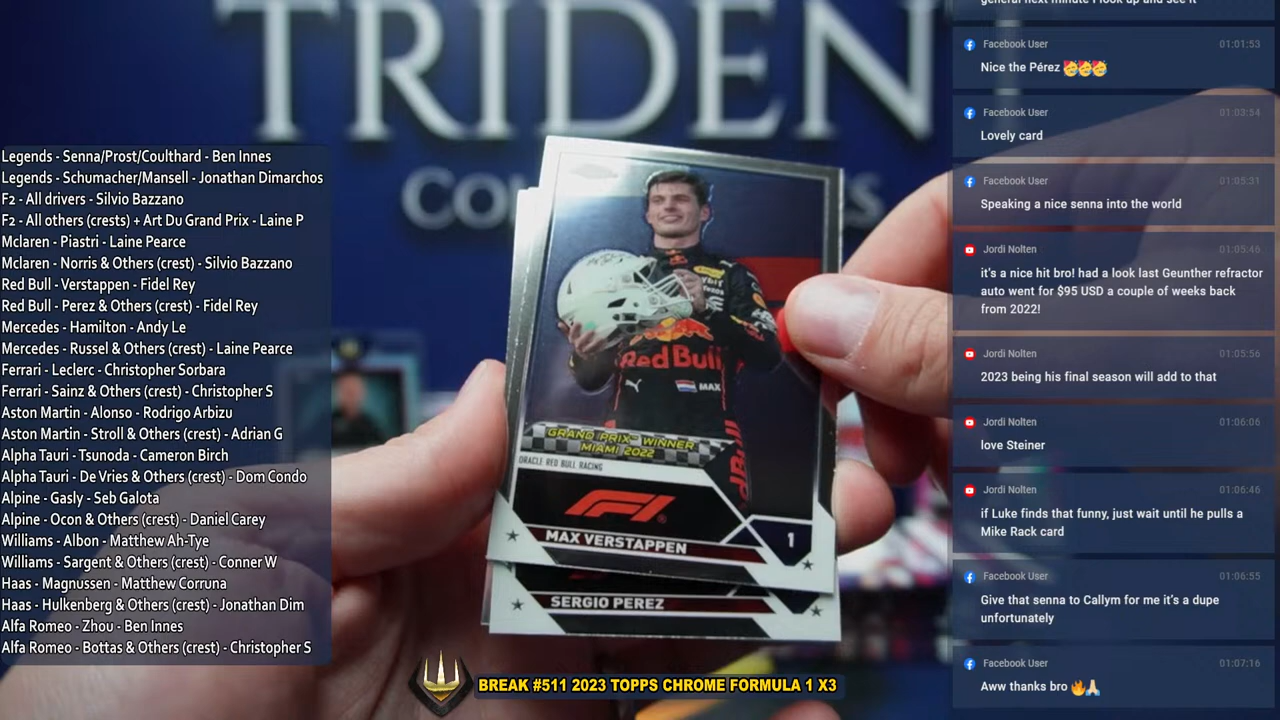 TRIDEN
Legends - Senna/Prost/Coulthard - Ben Innes
Legends - Schumacher/Mansell - Jonathan Dimarchos
F2 - All drivers - Silvio Bazzano
F2 - All others (crests) + Art Du Grand Prix - Laine P
Mclaren - Piastri - Laine Pearce
Mclaren - Norris & Others (crest) - Silvio Bazzano
Red Bull - Verstappen - Fidel Rey
Red Bull - Perez & Others (crest) - Fidel Rey
Mercedes - Hamilton - Andy Le
Mercedes - Russel & Others (crest) - Laine Pearce
Ferrari - Leclerc - Christopher Sorbara
Ferrari - Sainz & Others (crest) - Christopher S
Aston Martin - Alonso - Rodrigo Arbizu
Aston Martin - Stroll & Others (crest) - Adrian G
Alpha Tauri - Tsunoda - Cameron Birch
Alpha Tauri - De Vries & Others (crest) - Dom Condo
Alpine - Gasly - Seb Galota
Alpine - Ocon & Others (crest) - Daniel Carey
Williams - Albon - Matthew Ah-Tye
Williams - Sargent & Others (crest) - Conner W
Haas - Magnussen - Matthew Corruna
Haas - Hulkenberg & Others (crest) - Jonathan Dim
Alfa Romeo - Zhou - Ben Innes
Alfa Romeo - Bottas & Others (crest) - Christopher S
Red Bull
MAX
GRAND PRIX™ WINNER
MIAMI 2022
ORACLE RED BULL RACING
F1
MAX VERSTAPPEN
1
SERGIO PEREZ
BREAK #511 2023 TOPPS CHROME FORMULA 1 X3
general next minute I look up and see it
Facebook User 01:01:53
Nice the Pérez 🥳🥳🥳
Facebook User 01:03:54
Lovely card
Facebook User 01:05:31
Speaking a nice senna into the world
Jordi Nolten 01:05:46
it's a nice hit bro! had a look last Geunther refractor
auto went for $95 USD a couple of weeks back
from 2022!
Jordi Nolten 01:05:56
2023 being his final season will add to that
Jordi Nolten 01:06:06
love Steiner
Jordi Nolten 01:06:46
if Luke finds that funny, just wait until he pulls a
Mike Rack card
Facebook User 01:06:55
Give that senna to Callym for me it's a dupe
unfortunately
Facebook User 01:07:16
Aww thanks bro 🔥🙏